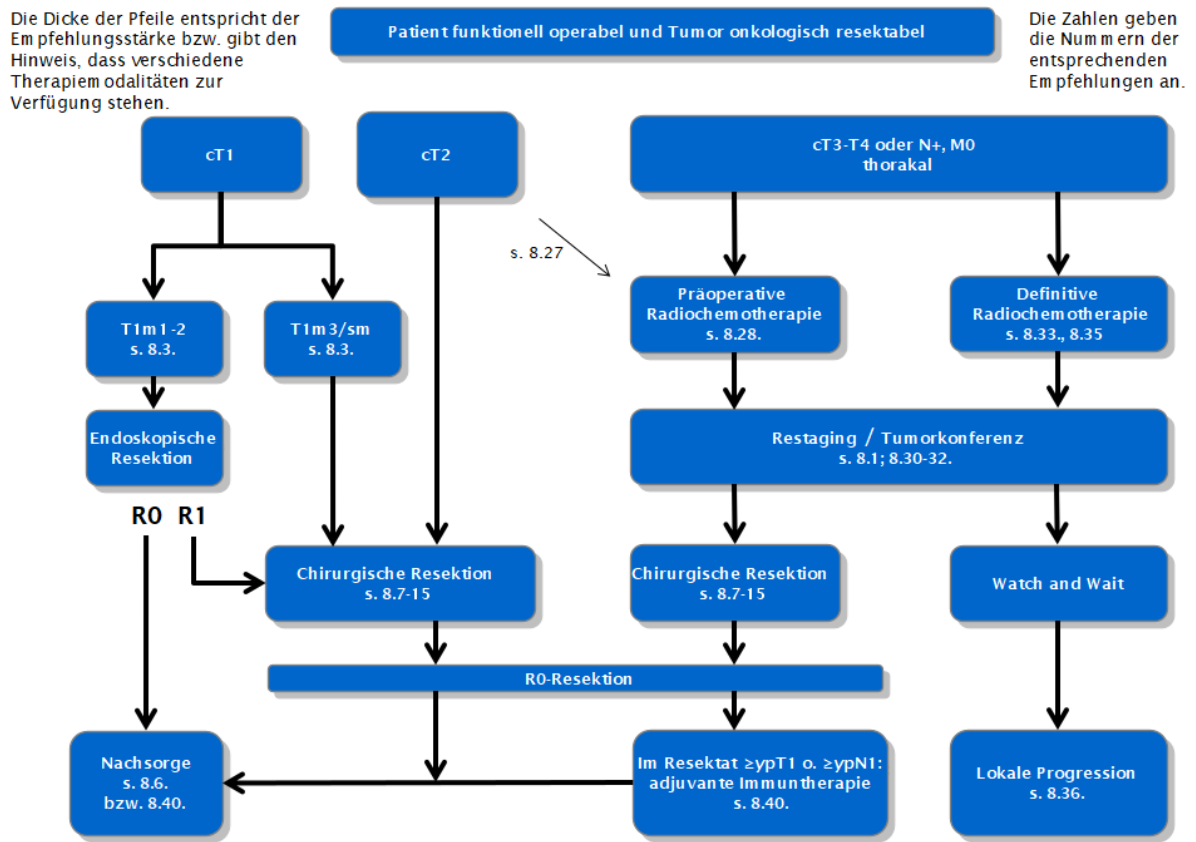 Die Dicke der Pfeile entspricht der
Empfehlungsstärke bzw. gibt den
Hinweis, dass verschiedene
Therapiemodalitäten zur
Verfügung stehen.
Patient funktionell operabel und Tumor onkologisch resektabel
Die Zahlen geben
die Nummern der
entsprechenden
Empfehlungen an.
cT1
cT2
cT3-T4 oder N+, M0
thorakal
s. 8.27
T1m1-2
s. 8.3.
T1m3/sm
s. 8.3.
Präoperative
Radiochemotherapie
s. 8.28.
Definitive
Radiochemotherapie
s. 8.33., 8.35
Endoskopische
Resektion
Restaging / Tumorkonferenz
s. 8.1; 8.30-32.
R0 R1
Chirurgische Resektion
s. 8.7-15
Chirurgische Resektion
s. 8.7-15
Watch and Wait
R0-Resektion
Nachsorge
s. 8.6.
bzw. 8.40.
Im Resektat ≥ypT1 o. ≥ypN1:
adjuvante Immuntherapie
s. 8.40.
Lokale Progression
s. 8.36.